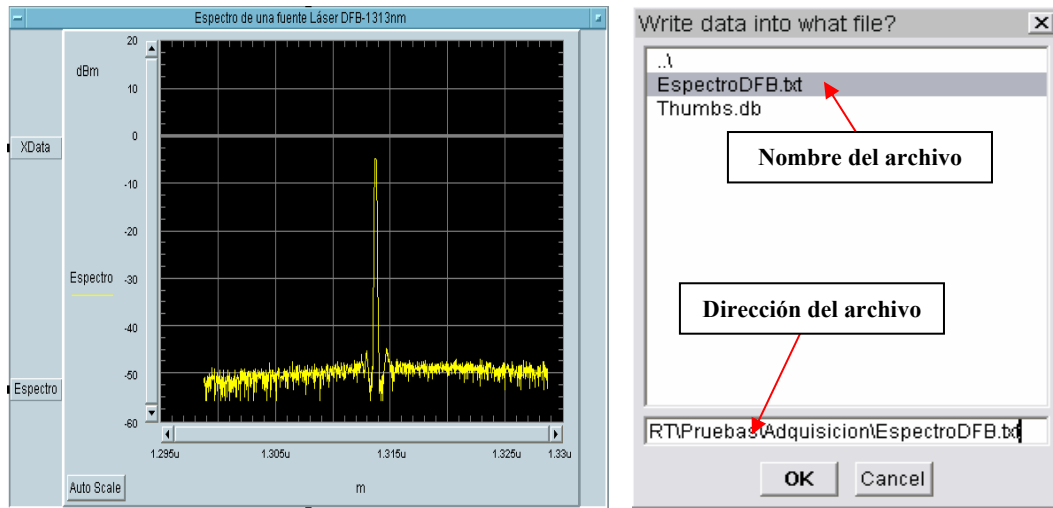 Espectro de una fuente Láser DFB-1313nm
20
dBm
10
0
XData
-10
-20
Espectro
-30
-40
-50
Espectro
-60
1.295u 1.305u 1.315u 1.325u 1.33u
Auto Scale
m
Write data into what file?
..\
EspectroDFB.txt
Thumbs.db
Nombre del archivo
Dirección del archivo
RT\Pruebas\Adquisicion\EspectroDFB.txt
OK Cancel